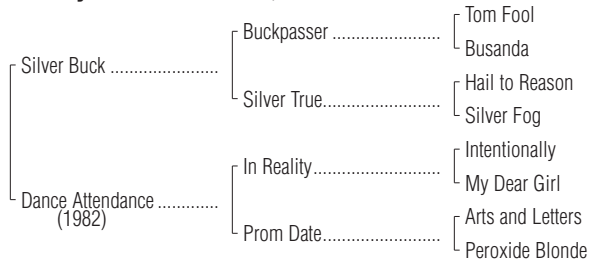 Tom Fool
Buckpasser ......................
Busanda
Silver Buck ......................
Hail to Reason
Silver True........................
Silver Fog
Intentionally
In Reality..........................
My Dear Girl
Dance Attendance .............
(1982)
Arts and Letters
Prom Date........................
Peroxide Blonde